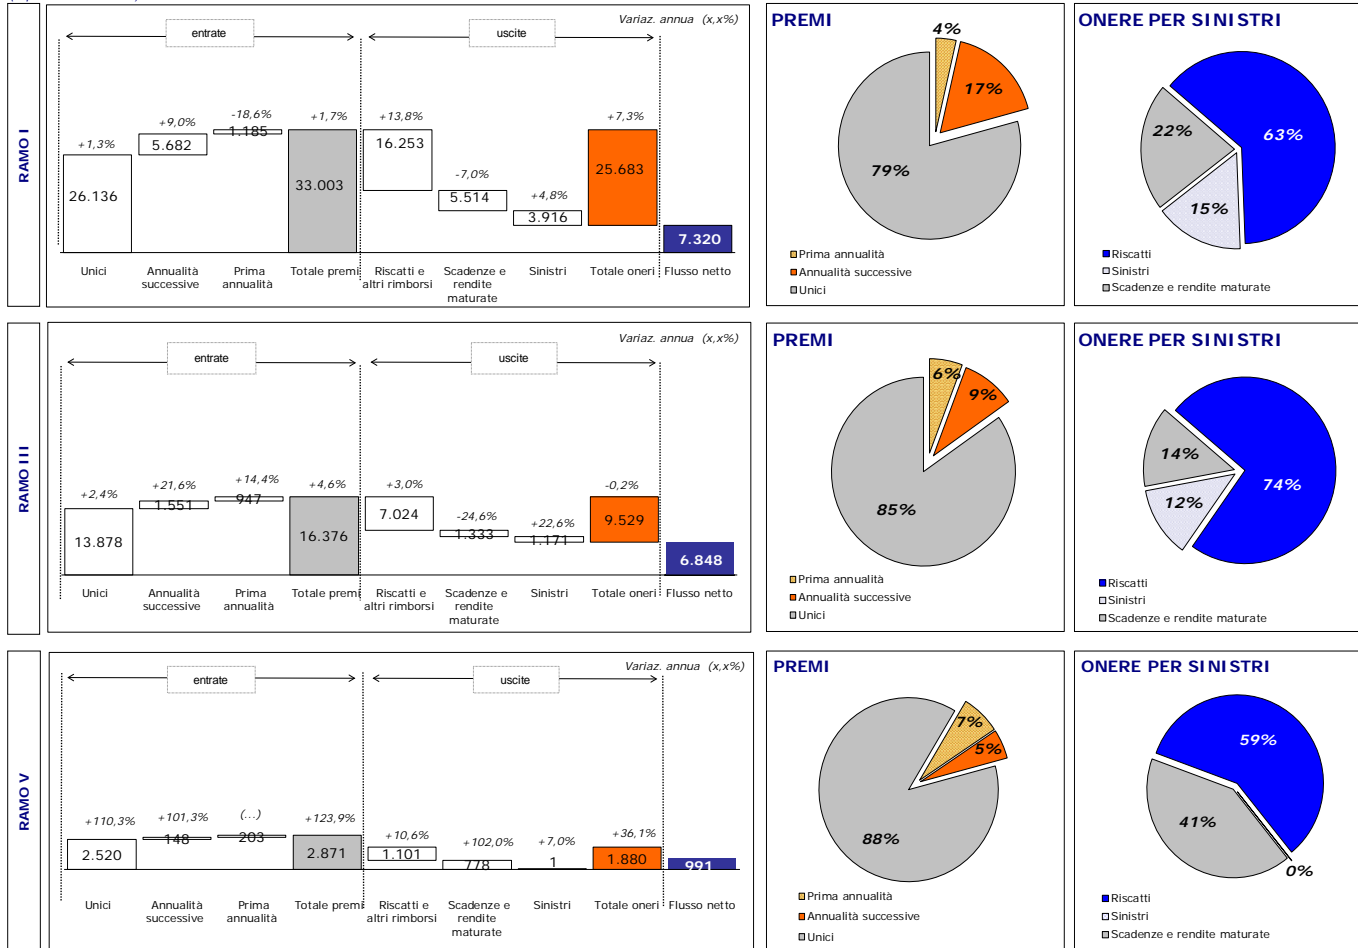 RAMO I
Variaz. annua (x,x%)
entrate
uscite
+1,3%
+9,0%
-18,6%
+1,7%
+13,8%
-7,0%
+4,8%
+7,3%
26.136
5.682
1.185
33.003
16.253
5.514
3.916
25.683
7.320
Unici
Annualità
successive
Prima
annualità
Totale premi
Riscatti e
altri rimborsi
Scadenze e
rendite
maturate
Sinistri
Totale oneri
Flusso netto
PREMI
4%
17%
79%
Prima annualità
Annualità successive
Unici
ONERE PER SINISTRI
63%
22%
15%
Riscatti
Sinistri
Scadenze e rendite maturate
RAMO III
Variaz. annua (x,x%)
entrate
uscite
+2,4%
+21,6%
+14,4%
+4,6%
+3,0%
-24,6%
+22,6%
-0,2%
13.878
1.551
947
16.376
7.024
1.333
1.171
9.529
6.848
Unici
Annualità
successive
Prima
annualità
Totale premi
Riscatti e
altri rimborsi
Scadenze e
rendite
maturate
Sinistri
Totale oneri
Flusso netto
PREMI
6%
9%
85%
Prima annualità
Annualità successive
Unici
ONERE PER SINISTRI
14%
74%
12%
Riscatti
Sinistri
Scadenze e rendite maturate
RAMO V
Variaz. annua (x,x%)
entrate
uscite
+110,3%
+101,3%
(...)
+123,9%
+10,6%
+102,0%
+7,0%
+36,1%
2.520
148
203
2.871
1.101
778
1
1.880
991
Unici
Annualità
successive
Prima
annualità
Totale premi
Riscatti e
altri rimborsi
Scadenze e
rendite
maturate
Sinistri
Totale oneri
Flusso netto
PREMI
7%
5%
88%
Prima annualità
Annualità successive
Unici
ONERE PER SINISTRI
59%
41%
0%
Riscatti
Sinistri
Scadenze e rendite maturate